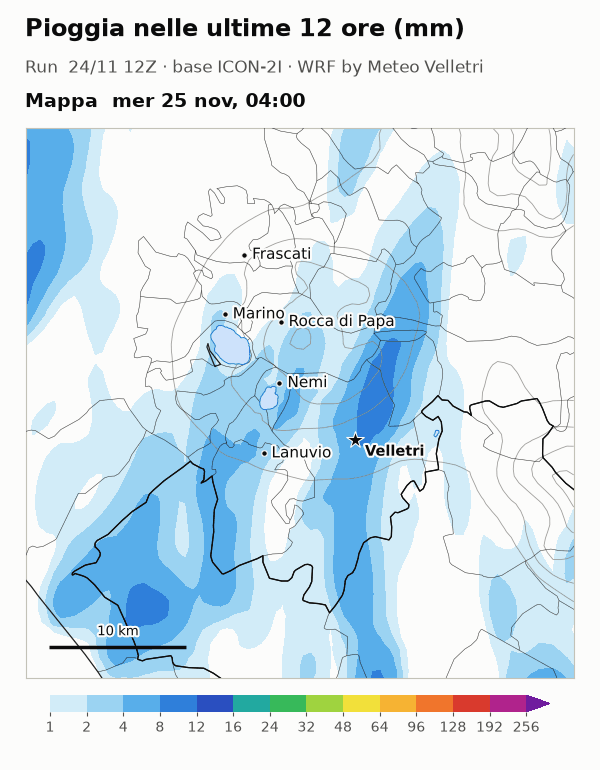 Pioggia nelle ultime 12 ore (mm)
Run  24/11 12Z · base ICON-2I · WRF by Meteo Velletri
Mappa  mer 25 nov, 04:00
Frascati
Marino
Rocca di Papa
Nemi
Velletri
Lanuvio
10 km
1 2 4 8 12 16 24 32 48 64 96 128 192 256